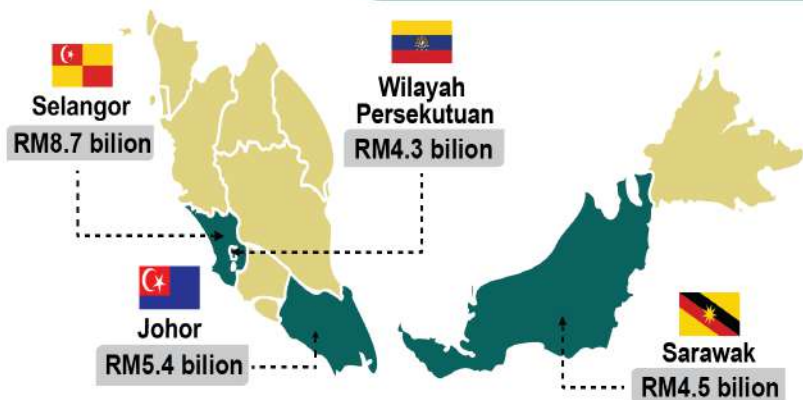 Selangor
RM8.7 bilion
Wilayah
Persekutuan
RM4.3 bilion
Johor
RM5.4 bilion
Sarawak
RM4.5 bilion